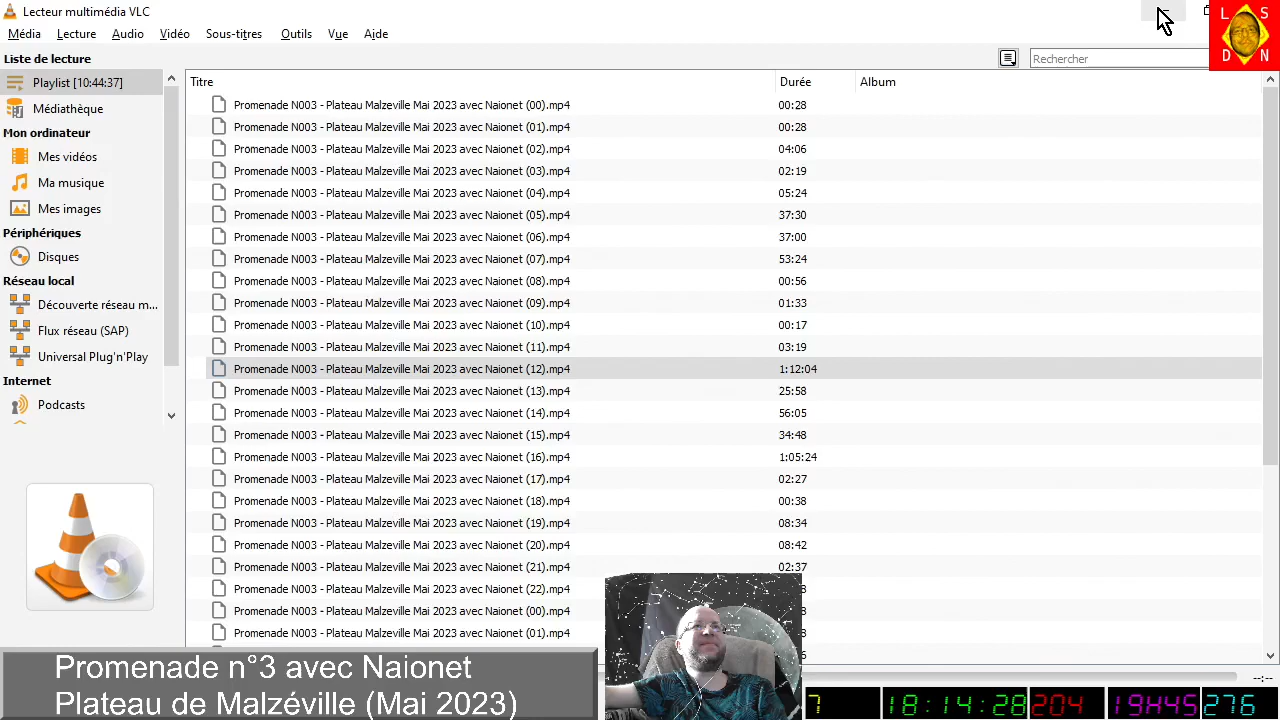 Lecteur multimédia VLC
L S
D N
Média Lecture Audio Vidéo Sous-titres Outils Vue Aide
Liste de lecture
Rechercher
Playlist [10:44:37]
Médiathèque
Mon ordinateur
Mes vidéos
Ma musique
Mes images
Périphériques
Disques
Réseau local
Découverte réseau m...
Flux réseau (SAP)
Universal Plug'n'Play
Internet
Podcasts
Titre Durée Album
Promenade N003 - Plateau Malzeville Mai 2023 avec Naionet (00).mp4 00:28
Promenade N003 - Plateau Malzeville Mai 2023 avec Naionet (01).mp4 00:28
Promenade N003 - Plateau Malzeville Mai 2023 avec Naionet (02).mp4 04:06
Promenade N003 - Plateau Malzeville Mai 2023 avec Naionet (03).mp4 02:19
Promenade N003 - Plateau Malzeville Mai 2023 avec Naionet (04).mp4 05:24
Promenade N003 - Plateau Malzeville Mai 2023 avec Naionet (05).mp4 37:30
Promenade N003 - Plateau Malzeville Mai 2023 avec Naionet (06).mp4 37:00
Promenade N003 - Plateau Malzeville Mai 2023 avec Naionet (07).mp4 53:24
Promenade N003 - Plateau Malzeville Mai 2023 avec Naionet (08).mp4 00:56
Promenade N003 - Plateau Malzeville Mai 2023 avec Naionet (09).mp4 01:33
Promenade N003 - Plateau Malzeville Mai 2023 avec Naionet (10).mp4 00:17
Promenade N003 - Plateau Malzeville Mai 2023 avec Naionet (11).mp4 03:19
Promenade N003 - Plateau Malzeville Mai 2023 avec Naionet (12).mp4 1:12:04
Promenade N003 - Plateau Malzeville Mai 2023 avec Naionet (13).mp4 25:58
Promenade N003 - Plateau Malzeville Mai 2023 avec Naionet (14).mp4 56:05
Promenade N003 - Plateau Malzeville Mai 2023 avec Naionet (15).mp4 34:48
Promenade N003 - Plateau Malzeville Mai 2023 avec Naionet (16).mp4 1:05:24
Promenade N003 - Plateau Malzeville Mai 2023 avec Naionet (17).mp4 02:27
Promenade N003 - Plateau Malzeville Mai 2023 avec Naionet (18).mp4 00:38
Promenade N003 - Plateau Malzeville Mai 2023 avec Naionet (19).mp4 08:34
Promenade N003 - Plateau Malzeville Mai 2023 avec Naionet (20).mp4 08:42
Promenade N003 - Plateau Malzeville Mai 2023 avec Naionet (21).mp4 02:37
Promenade N003 - Plateau Malzeville Mai 2023 avec Naionet (22).mp4
Promenade N003 - Plateau Malzeville Mai 2023 avec Naionet (00).mp4
Promenade N003 - Plateau Malzeville Mai 2023 avec Naionet (01).mp4
--:--
Promenade n°3 avec Naionet
Plateau de Malzéville (Mai 2023)
7 18:14:28 204 19H45 276